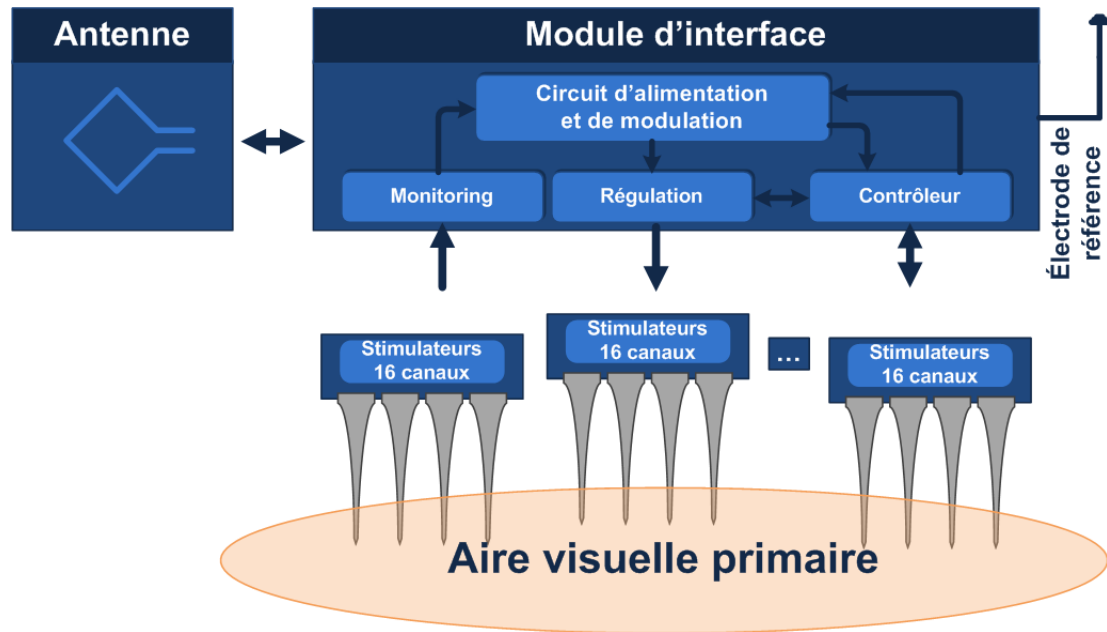 Antenne
Module d'interface
Circuit d'alimentation
et de modulation
Monitoring
Régulation
Contrôleur
Électrode de
référence
Stimulateurs
16 canaux
Stimulateurs
16 canaux
...
Stimulateurs
16 canaux
Aire visuelle primaire